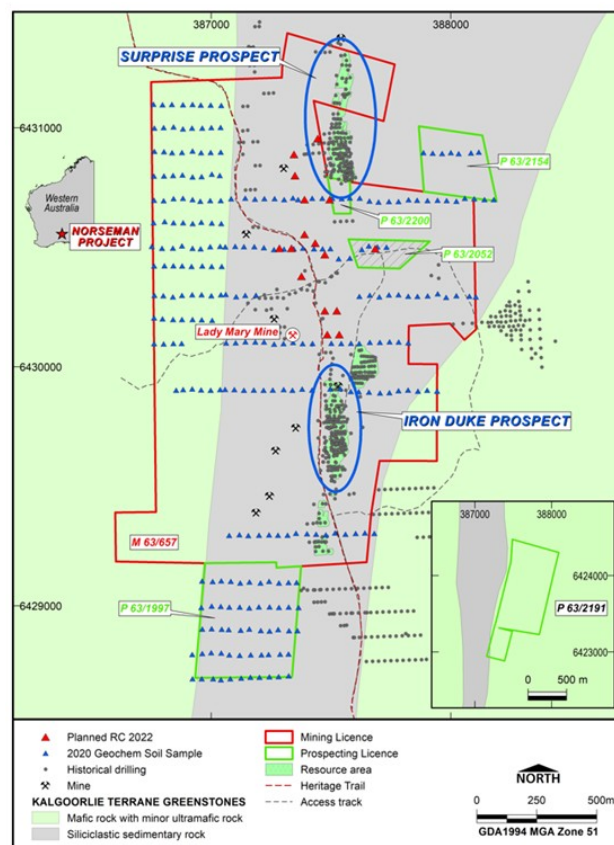 387000
388000
SURPRISE PROSPECT
6431000
P 63/2154
Western
Australia
NORSEMAN
PROJECT
P 63/2200
P 63/2052
Lady Mary Mine
6430000
IRON DUKE PROSPECT
M 63/657
387000
388000
P 63/1997
6429000
6424000
P 63/2191
6423000
0
500 m
Planned RC 2022
2020 Geochem Soil Sample
Historical drilling
Mine
KALGOORLIE TERRANE GREENSTONES
Mafic rock with minor ultramafic rock
Siliciclastic sedimentary rock
Mining Licence
Prospecting Licence
Resource area
Heritage Trail
Access track
NORTH
0
250
500m
GDA1994 MGA Zone 51